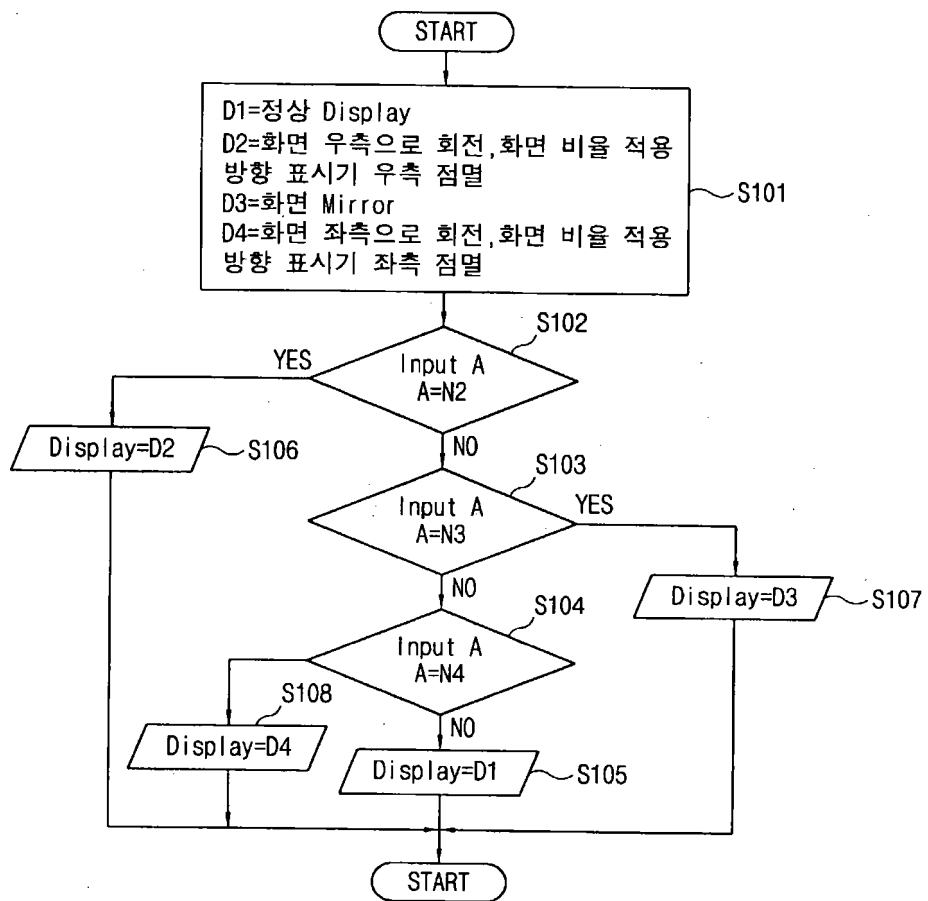 START
D1=정상 Display
D2=화면 우측으로 회전,화면 비율 적용
방향 표시기 우측 점멸
D3=화면 Mirror
D4=화면 좌측으로 회전,화면 비율 적용
방향 표시기 좌측 점멸
S101
S102
YES
Input A
A=N2
Display=D2
S106
NO
S103
Input A
A=N3
YES
NO
Display=D3
S107
S104
Input A
A=N4
S108
NO
Display=D4
Display=D1
S105
START